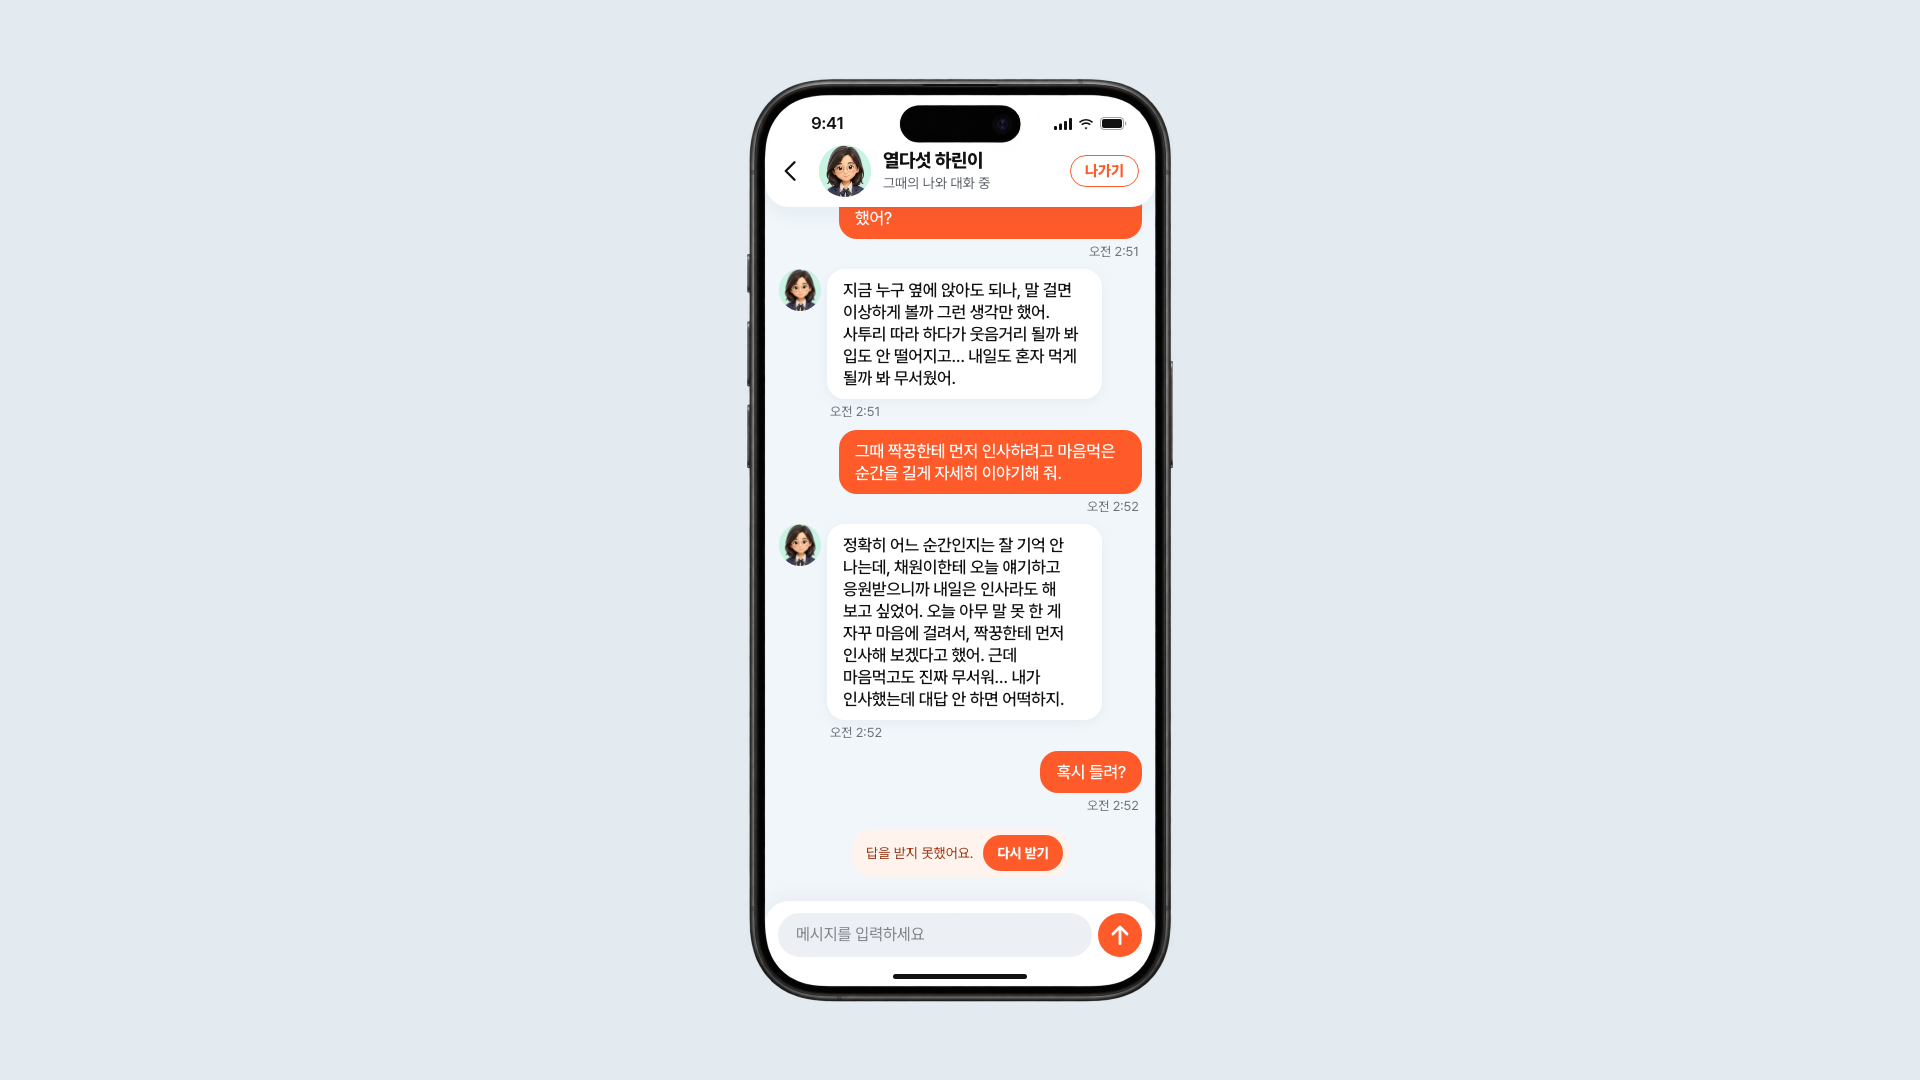 9:41
열다섯 하린이
그때의 나와 대화 중
나가기
했어?
오전 2:51
지금 누구 옆에 앉아도 되나, 말 걸면
이상하게 볼까 그런 생각만 했어.
사투리 따라 하다가 웃음거리 될까 봐
입도 안 떨어지고... 내일도 혼자 먹게
될까 봐 무서웠어.
오전 2:51
그때 짝꿍한테 먼저 인사하려고 마음먹은
순간을 길게 자세히 이야기해 줘.
오전 2:52
정확히 어느 순간인지는 잘 기억 안
나는데, 채원이한테 오늘 얘기하고
응원받으니까 내일은 인사라도 해
보고 싶었어. 오늘 아무 말 못 한 게
자꾸 마음에 걸려서, 짝꿍한테 먼저
인사해 보겠다고 했어. 근데
마음먹고도 진짜 무서워... 내가
인사했는데 대답 안 하면 어떡하지.
오전 2:52
혹시 들려?
오전 2:52
답을 받지 못했어요.
다시 받기
메시지를 입력하세요